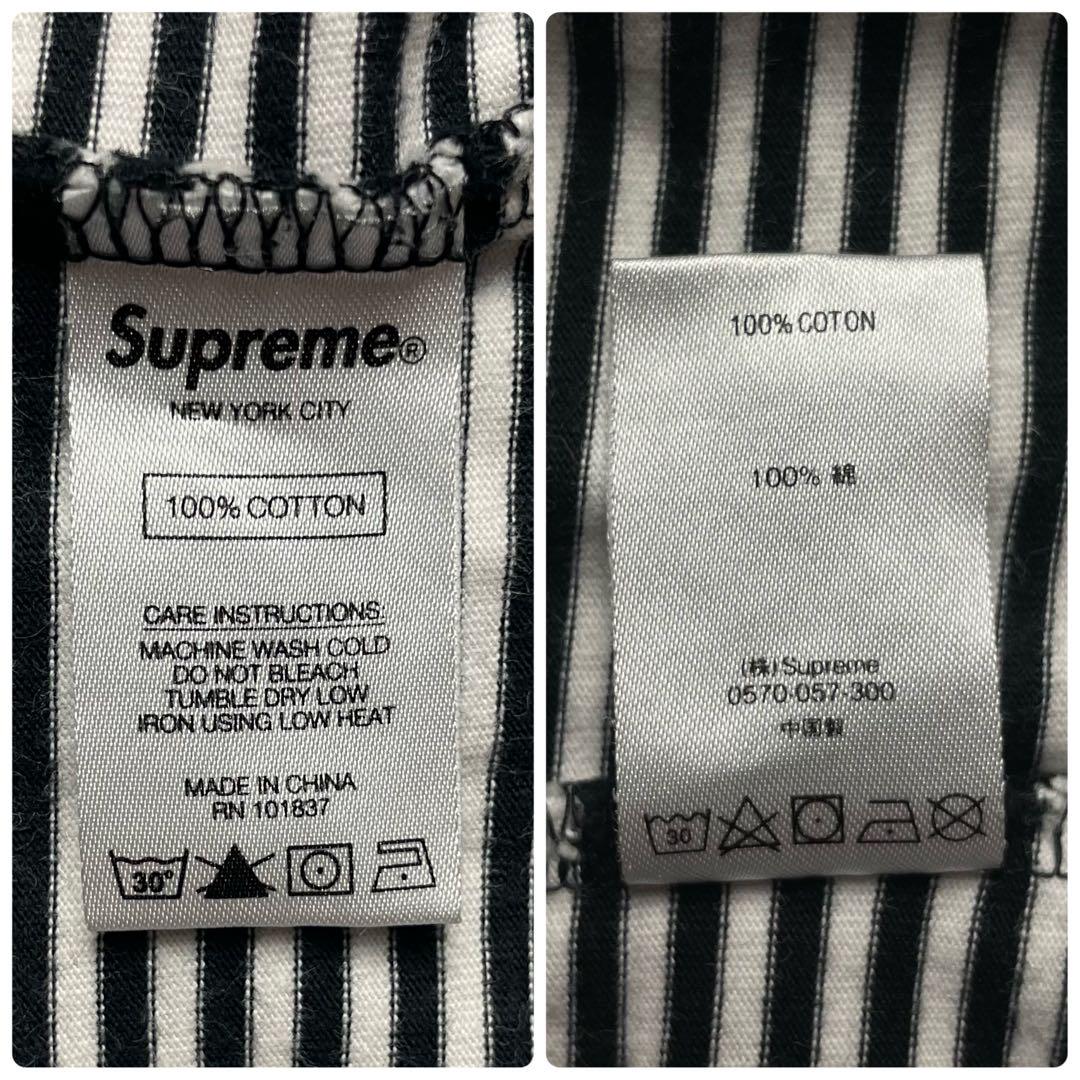 Supreme®
NEW YORK CITY
100% COTTON
CARE INSTRUCTIONS:
MACHINE WASH COLD
DO NOT BLEACH
TUMBLE DRY LOW
IRON USING LOW HEAT
MADE IN CHINA
RN 101837
30°
100% COTON
100% 綿
(株)Supreme
0570-057-300
中国製
30